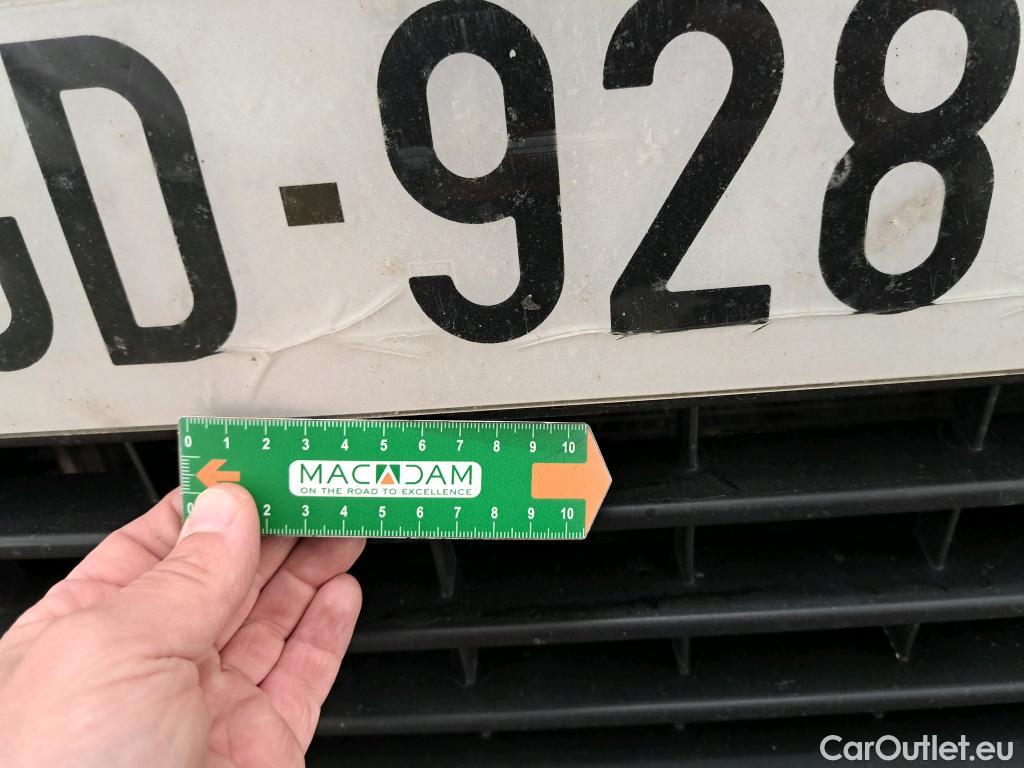 D-928
0 1 2 3 4 5 6 7 8 9 10
MACADAM
ON THE ROAD TO EXCELLENCE
0 2 3 4 5 6 7 8 9 10
CarOutlet.eu